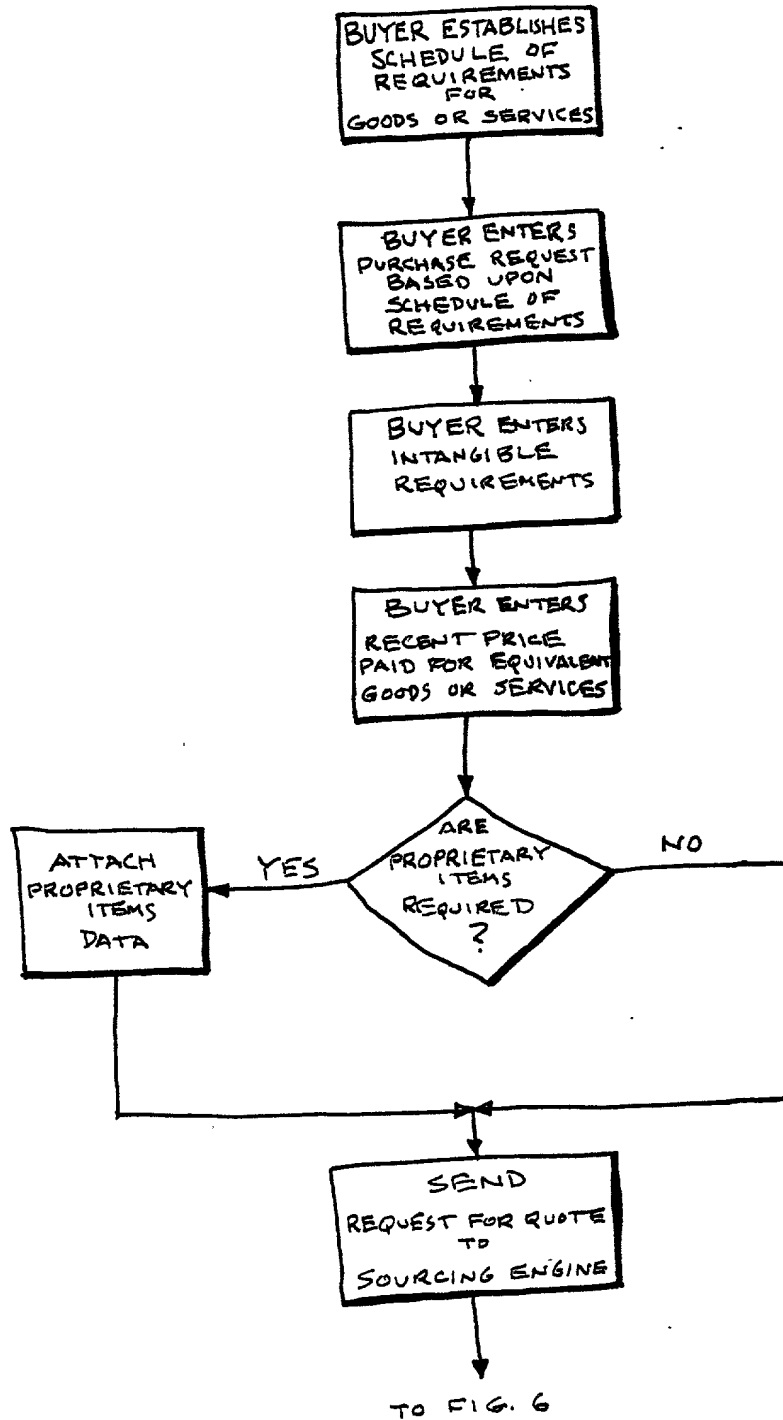 BUYER ESTABLISHES
SCHEDULE OF
REQUIREMENTS
FOR
GOODS OR SERVICES
BUYER ENTERS
PURCHASE REQUEST
BASED UPON
SCHEDULE OF
REQUIREMENTS
BUYER ENTERS
INTANGIBLE
REQUIREMENTS
BUYER ENTERS
RECENT PRICE
PAID FOR EQUIVALENT
GOODS OR SERVICES
ARE
PROPRIETARY
ITEMS
REQUIRED
?
YES
NO
ATTACH
PROPRIETARY
ITEMS
DATA
SEND
REQUEST FOR QUOTE
TO
SOURCING ENGINE
TO FIG. 6